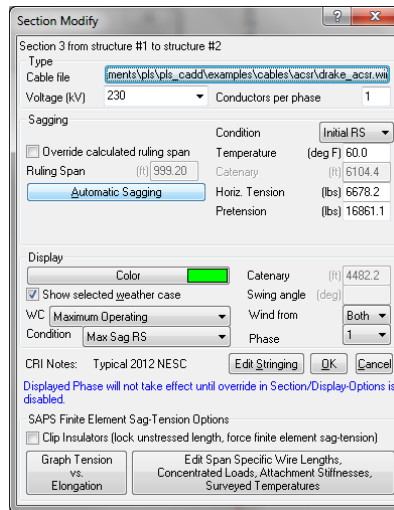 Section Modify
Section 3 from structure #1 to structure #2
Type
Cable file ments\pls\pls_cadd\examples\cables\acsr\drake_acsr.wi
Voltage (kV) 230 Conductors per phase 1
Sagging
Condition Initial RS
Override calculated ruling span Temperature (deg F) 60.0
Ruling Span (ft) 999.20 Catenary (ft) 6104.4
Automatic Sagging Horiz. Tension (lbs) 6678.2
Pretension (lbs) 16861.1
Display
Color Catenary (ft) 4482.2
Show selected weather case Swing angle (deg)
WC Maximum Operating Wind from Both
Condition Max Sag RS Phase 1
CRI Notes: Typical 2012 NESC Edit Stringing OK Cancel
Displayed Phase will not take effect until override in Section/Display-Options is
disabled.
SAPS Finite Element Sag-Tension Options
Clip Insulators (lock unstressed length, force finite element sag-tension)
Graph Tension
vs.
Elongation
Edit Span Specific Wire Lengths,
Concentrated Loads, Attachment Stiffnesses,
Surveyed Temperatures